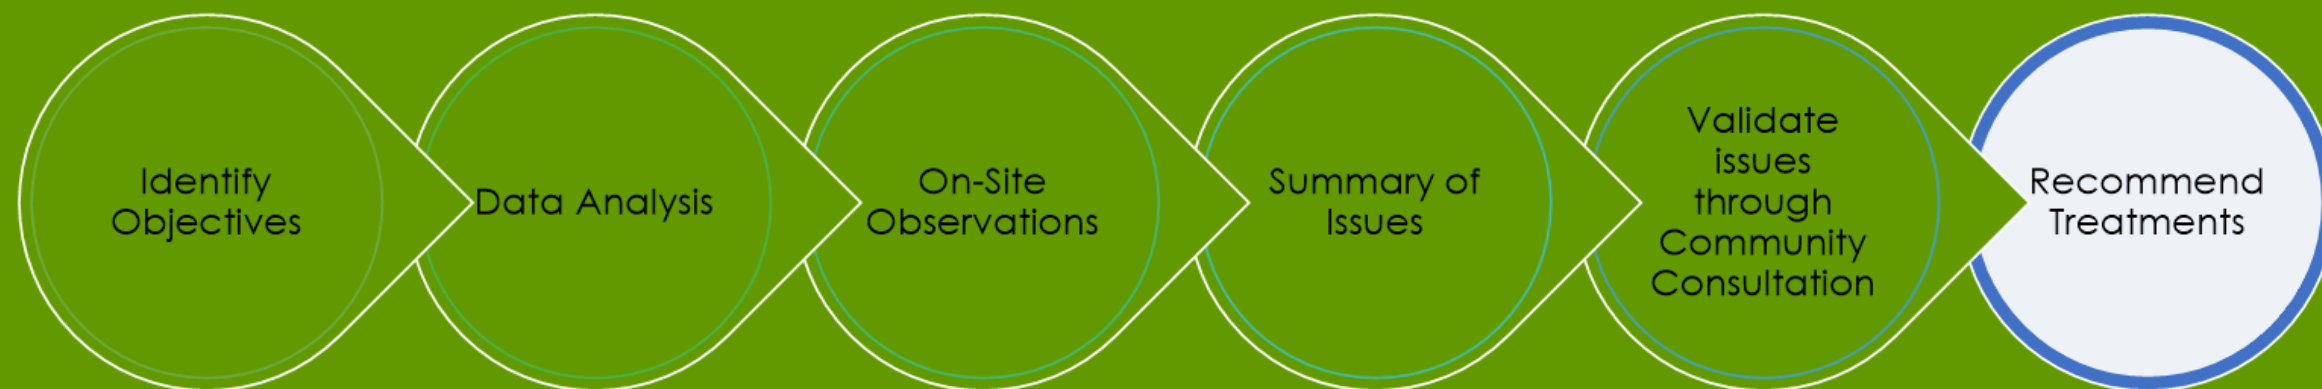 Identify
Objectives
Data Analysis
On-Site
Observations
Summary of
Issues
Validate
issues
through
Community
Consultation
Recommend
Treatments